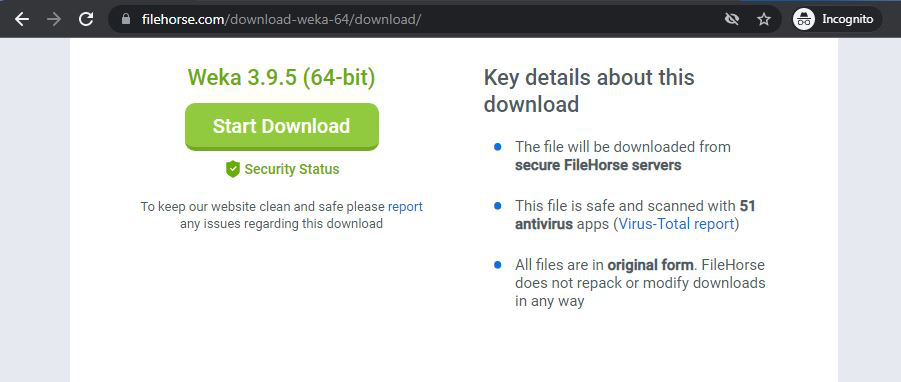 filehorse.com/download-weka-64/download/
Incognito
Weka 3.9.5 (64-bit)
Start Download
Security Status
To keep our website clean and safe please report
any issues regarding this download
Key details about this
download
The file will be downloaded from
secure FileHorse servers
This file is safe and scanned with 51
antivirus apps (Virus-Total report)
All files are in original form. FileHorse
does not repack or modify downloads
in any way